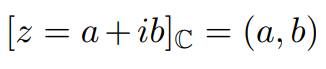 [z = a + ib]ℂ = (a, b)